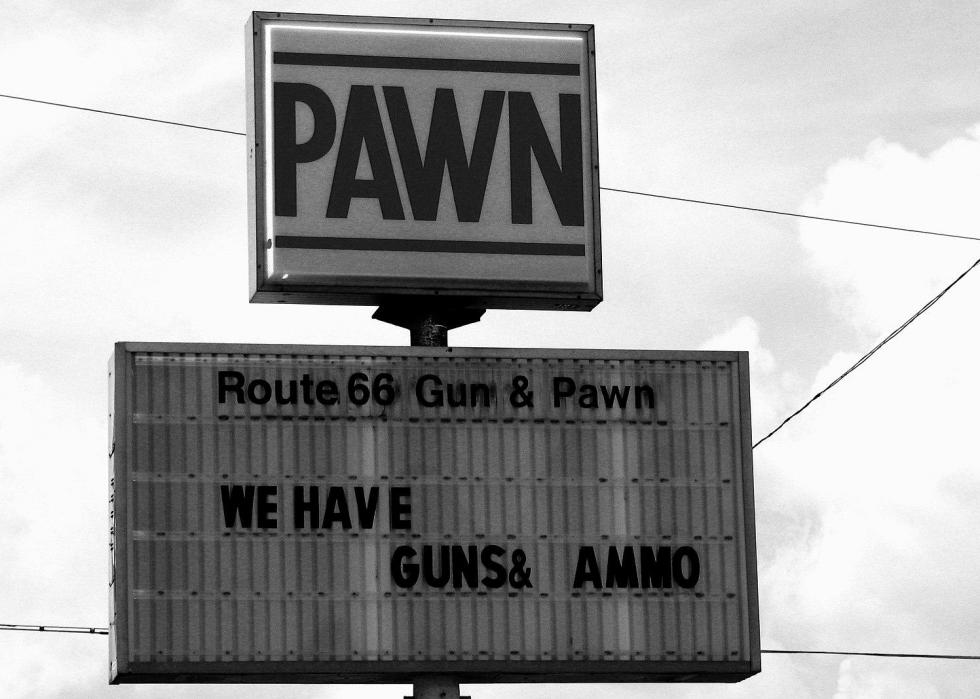 PAWN
Route 66 Gun & Pawn
WE HAVE
GUNS& AMMO